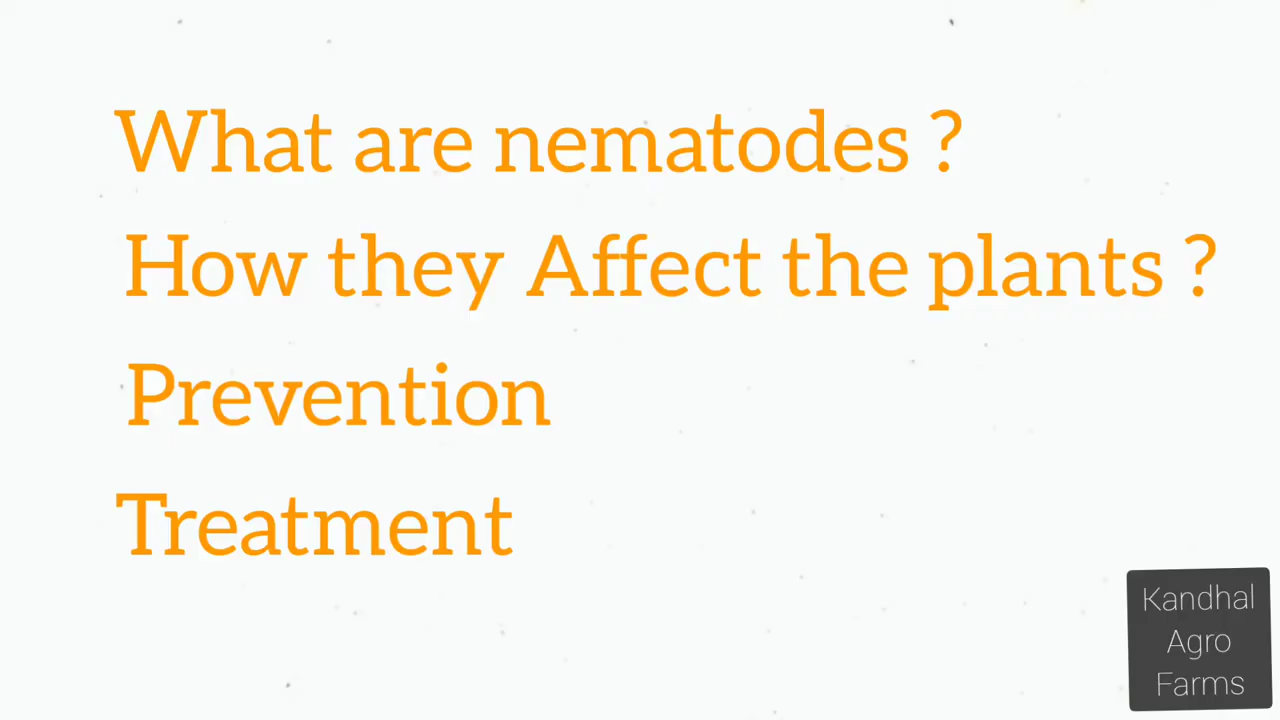 What are nematodes ?
How they Affect the plants ?
Prevention
Treatment
Kandhal
Agro
Farms